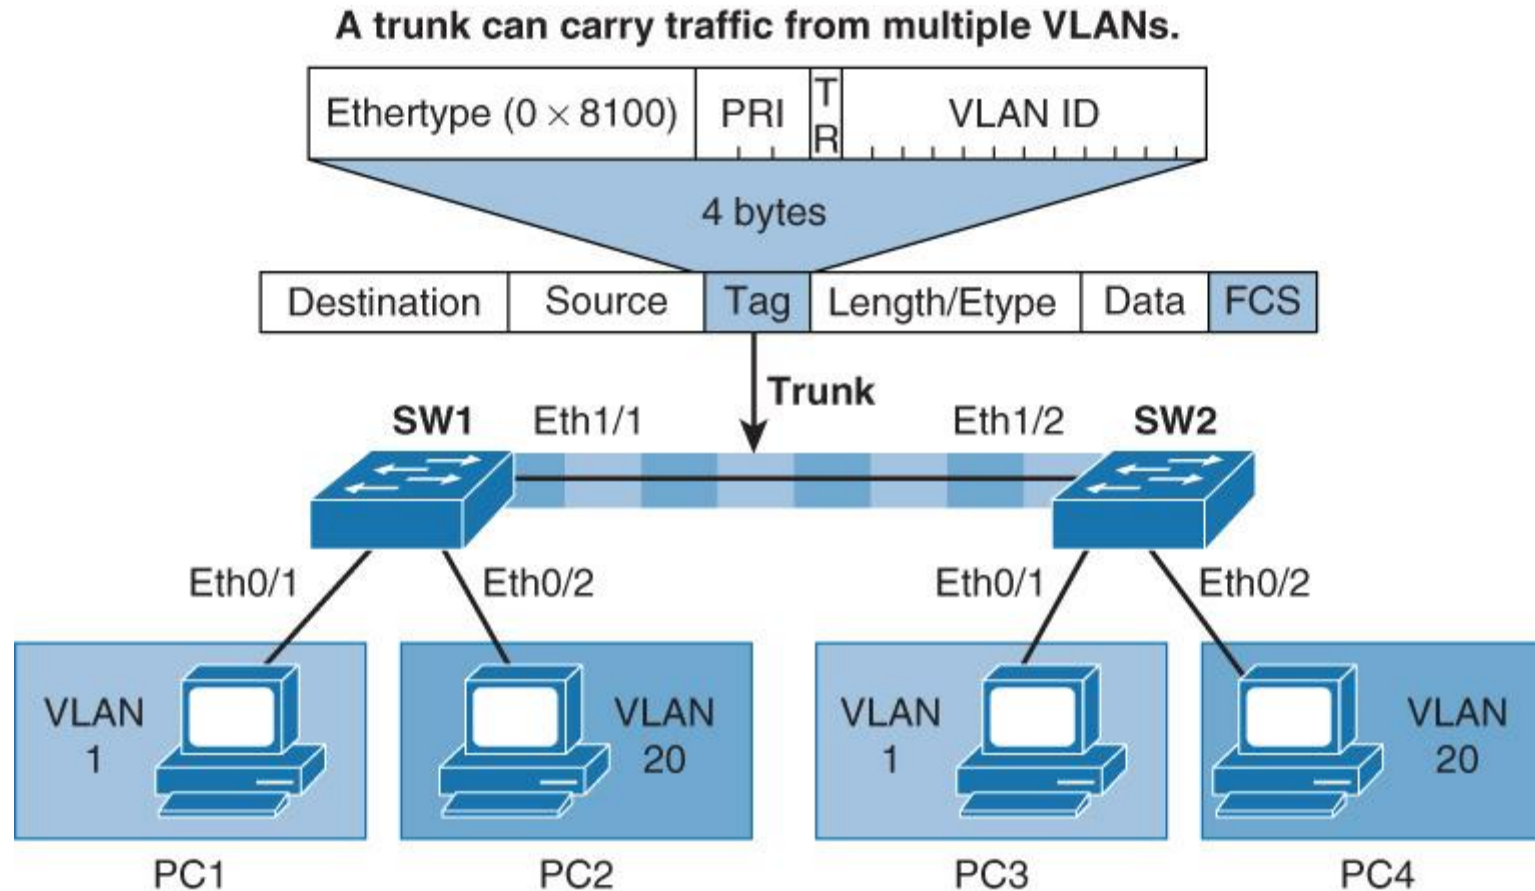 A trunk can carry traffic from multiple VLANs.
Ethertype (0 × 8100) PRI TR VLAN ID
4 bytes
Destination Source Tag Length/Etype Data FCS
Trunk
SW1 Eth1/1 Eth1/2 SW2
Eth0/1 Eth0/2 Eth0/1 Eth0/2
VLAN 1 VLAN 20 VLAN 1 VLAN 20
PC1 PC2 PC3 PC4